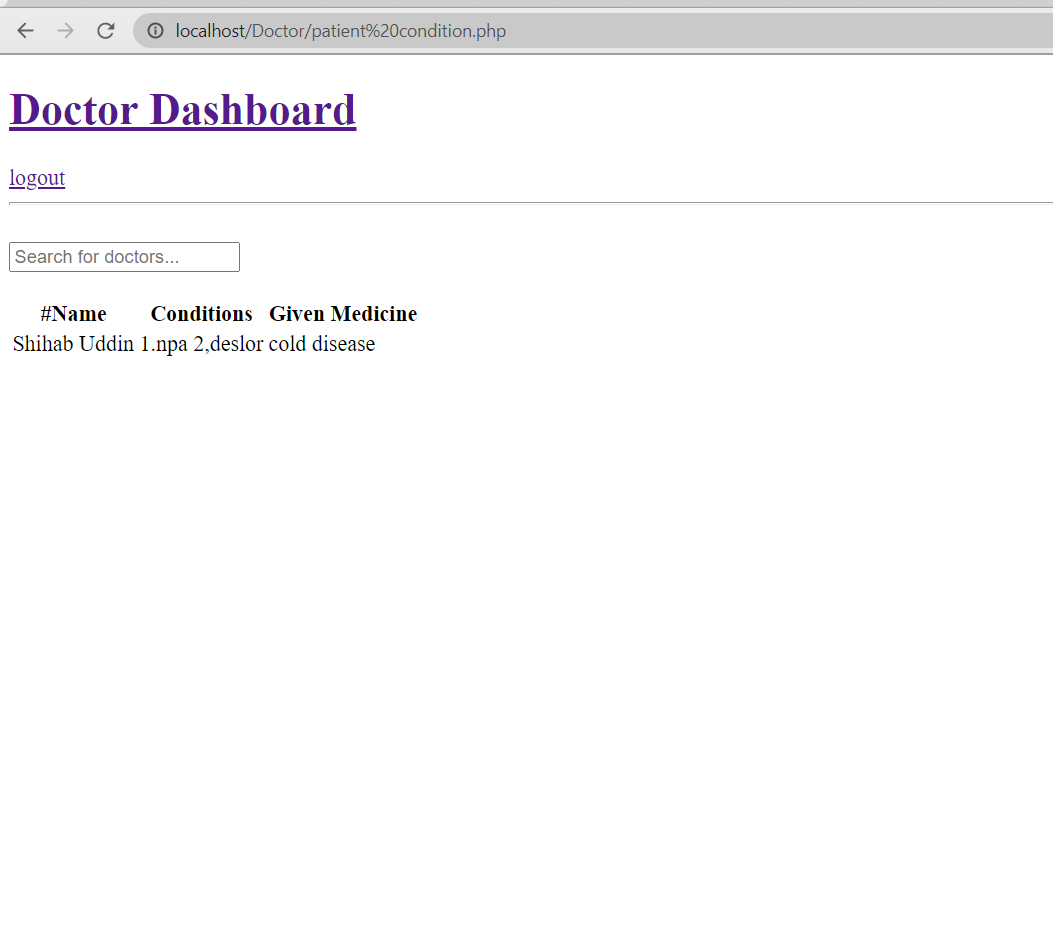 localhost/Doctor/patient%20condition.php
Doctor Dashboard
logout
Search for doctors...
#Name Conditions Given Medicine
Shihab Uddin 1.npa 2,deslor cold disease